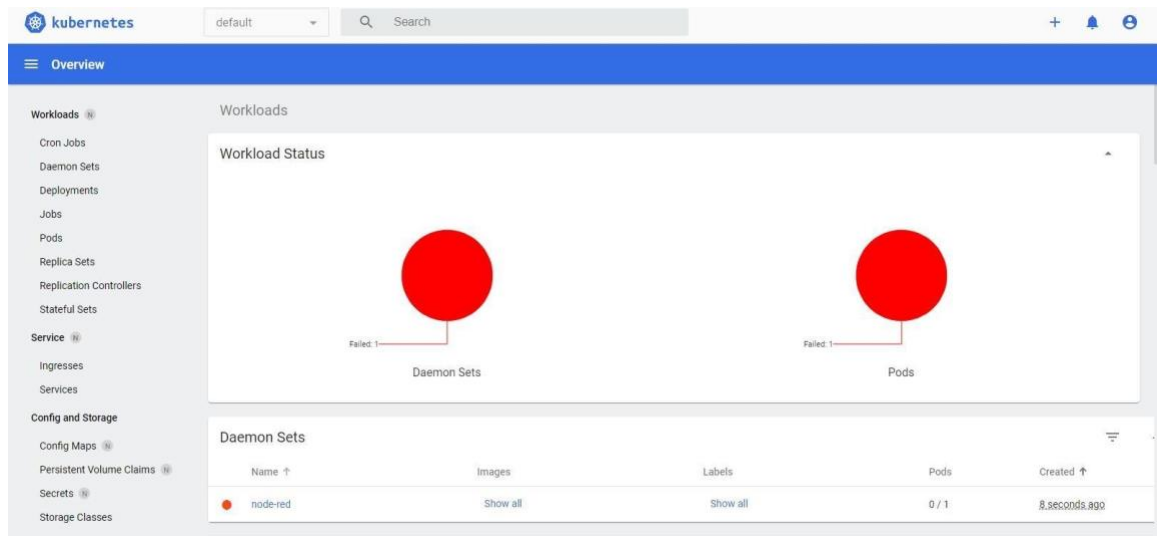 kubernetes default Search
Overview
Workloads N
Cron Jobs
Daemon Sets
Deployments
Jobs
Pods
Replica Sets
Replication Controllers
Stateful Sets
Service N
Ingresses
Services
Config and Storage
Config Maps N
Persistent Volume Claims N
Secrets N
Storage Classes
Workloads
Workload Status
Failed: 1
Daemon Sets
Failed: 1
Pods
Daemon Sets
Name ↑ Images Labels Pods Created ↑
node-red Show all Show all 0 / 1 8 seconds ago